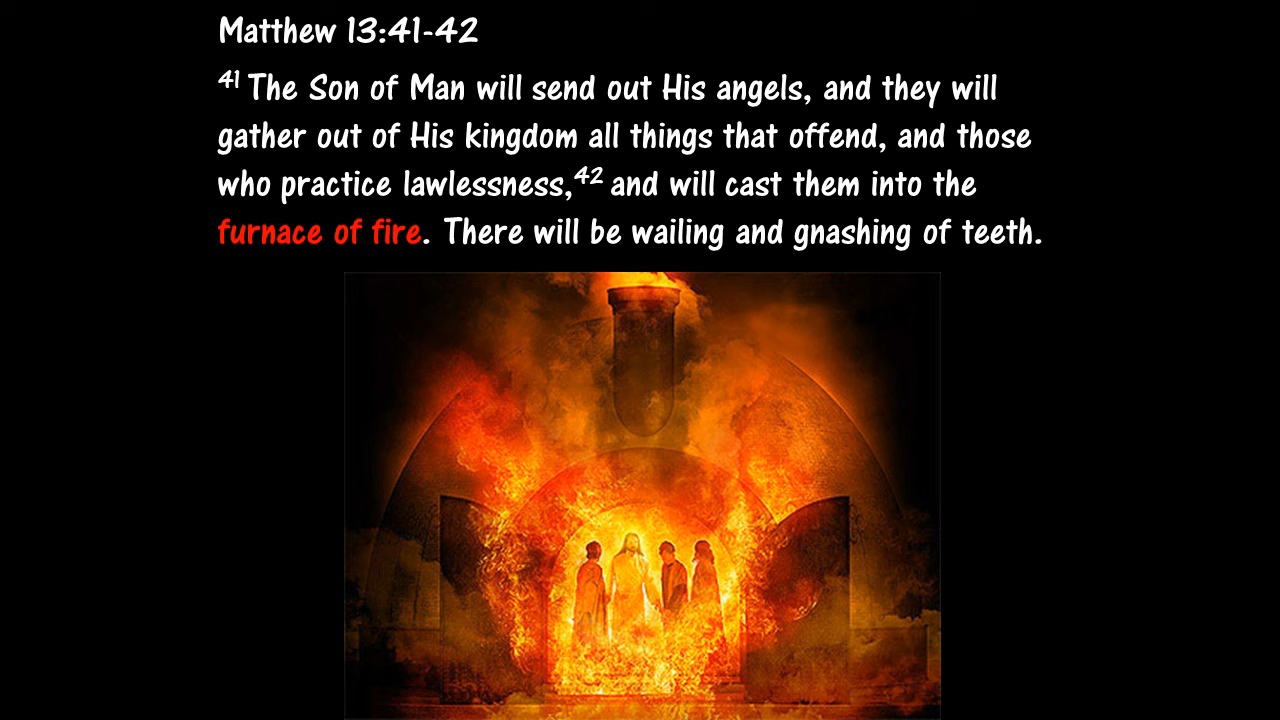 Matthew 13:41-42
41 The Son of Man will send out His angels, and they will
gather out of His kingdom all things that offend, and those
who practice lawlessness,42 and will cast them into the
furnace of fire. There will be wailing and gnashing of teeth.